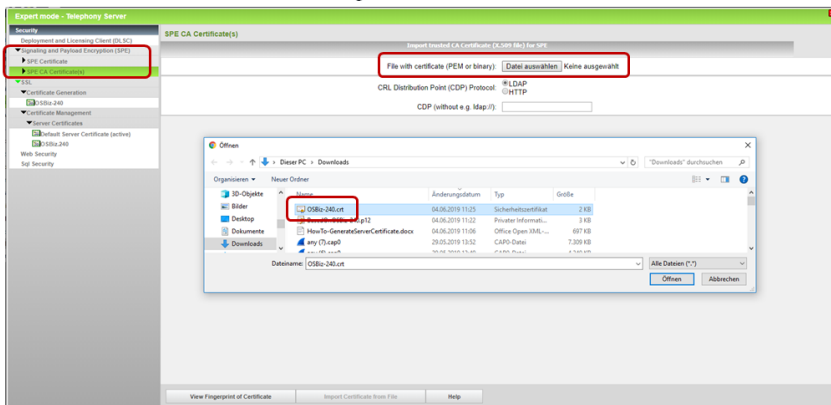 Expert mode - Telephony Server
Security
Deployment and Licensing Client (DLSC)
Signaling and Payload Encryption (SPE)
SPE Certificate
SPE CA Certificate(s)
SSL
Certificate Generation
OSBiz-240
Certificate Management
Server Certificates
Default Server Certificate (active)
OSBiz.240
Web Security
Sql Security
SPE CA Certificate(s)
Import trusted CA Certificate (X.509 file) for SPE
File with certificate (PEM or binary): Datei auswählen Keine ausgewählt
CRL Distribution Point (CDP) Protocol: LDAP
HTTP
CDP (without e.g. ldap://):
Öffnen
Dieser PC › Downloads
"Downloads" durchsuchen
Organisieren Neuer Ordner
3D-Objekte
Bilder
Desktop
Dokumente
Downloads
Name Änderungsdatum Typ Größe
OSBiz-240.crt 04.06.2019 11:25 Sicherheitszertifikat 2 KB
04.06.2019 11:22 Privater Informati... 3 KB
HowTo-GenerateServerCertificate.docx 04.06.2019 11:06 Office Open XML-... 697 KB
any (7).cap0 29.05.2019 13:52 CAP0-Datei 7.309 KB
Dateiname: OSBiz-240.crt
Alle Dateien (*.*)
Öffnen Abbrechen
View Fingerprint of Certificate Import Certificate from File Help